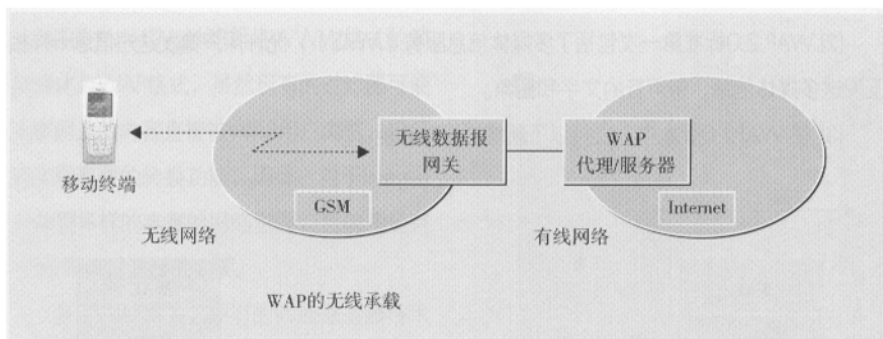 移动终端
无线网络
GSM
无线数据报
网关
WAP
代理/服务器
Internet
有线网络
WAP的无线承载